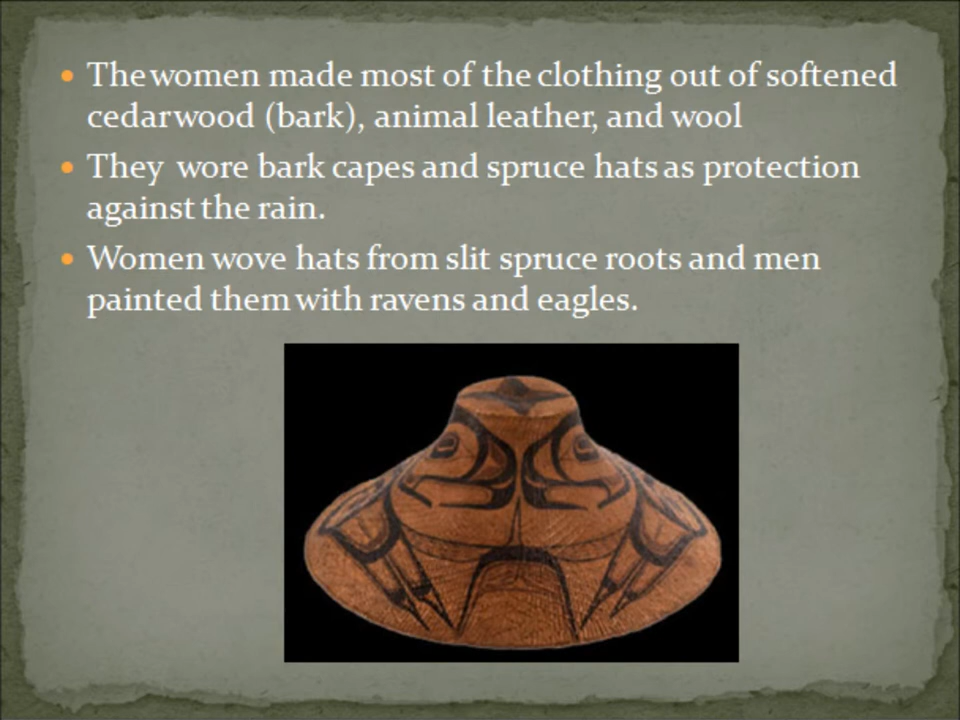 • The women made most of the clothing out of softened
cedarwood (bark), animal leather, and wool
• They wore bark capes and spruce hats as protection
against the rain.
• Women wove hats from slit spruce roots and men
painted them with ravens and eagles.